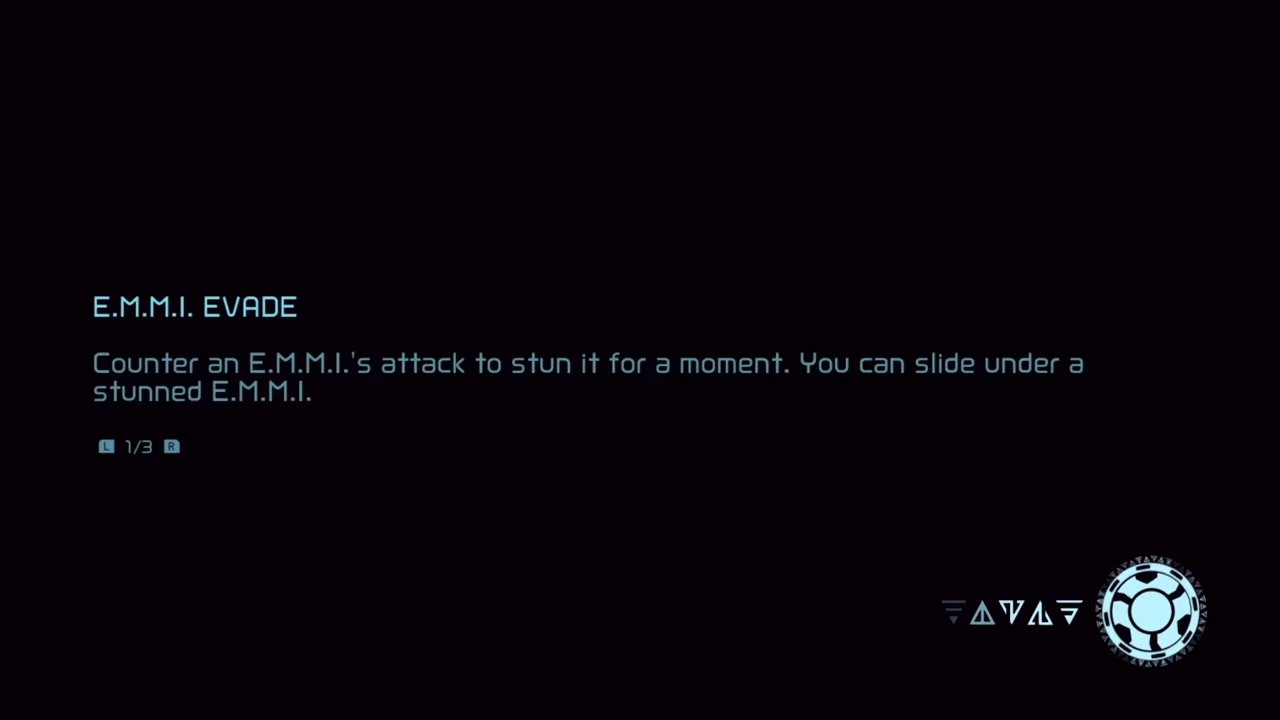 E.M.M.I. EVADE
Counter an E.M.M.I.'s attack to stun it for a moment. You can slide under a
stunned E.M.M.I.
L 1/3 R